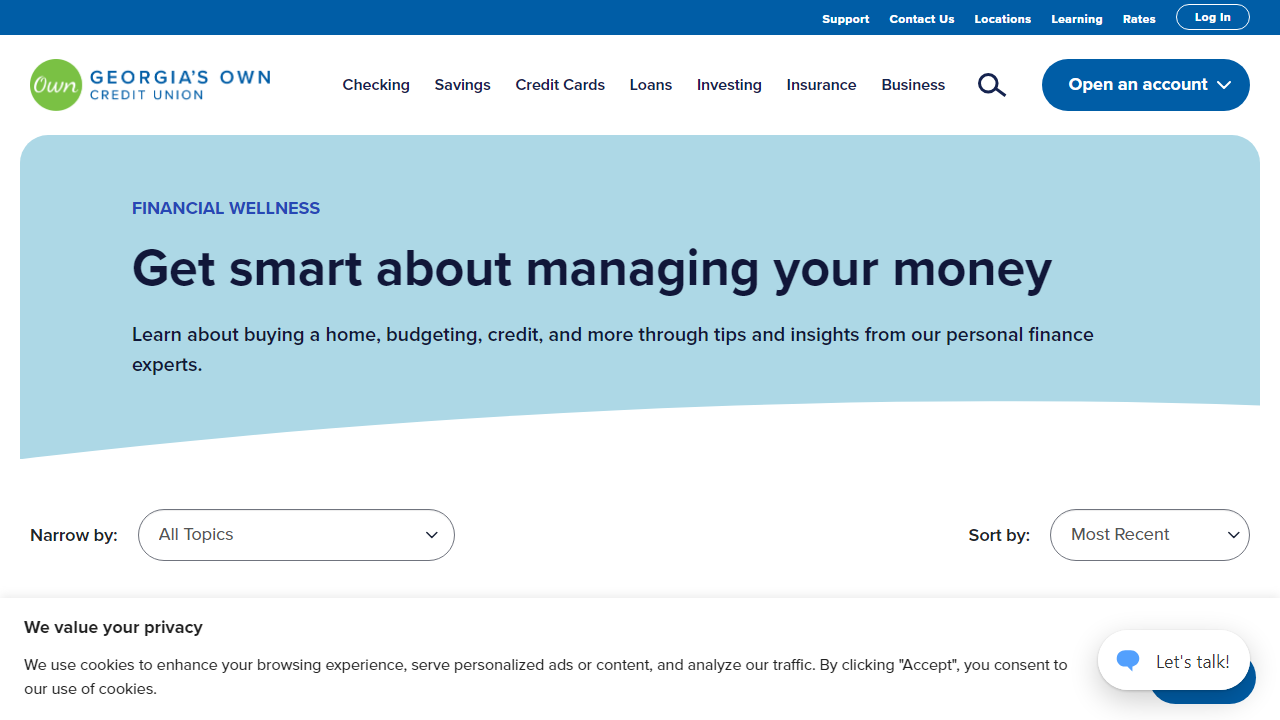 Support Contact Us Locations Learning Rates Log In
Own GEORGIA'S OWN
CREDIT UNION
Checking Savings Credit Cards Loans Investing Insurance Business Open an account
FINANCIAL WELLNESS
Get smart about managing your money
Learn about buying a home, budgeting, credit, and more through tips and insights from our personal finance
experts.
Narrow by: All Topics Sort by: Most Recent
We value your privacy
We use cookies to enhance your browsing experience, serve personalized ads or content, and analyze our traffic. By clicking "Accept", you consent to
our use of cookies.
Let's talk!